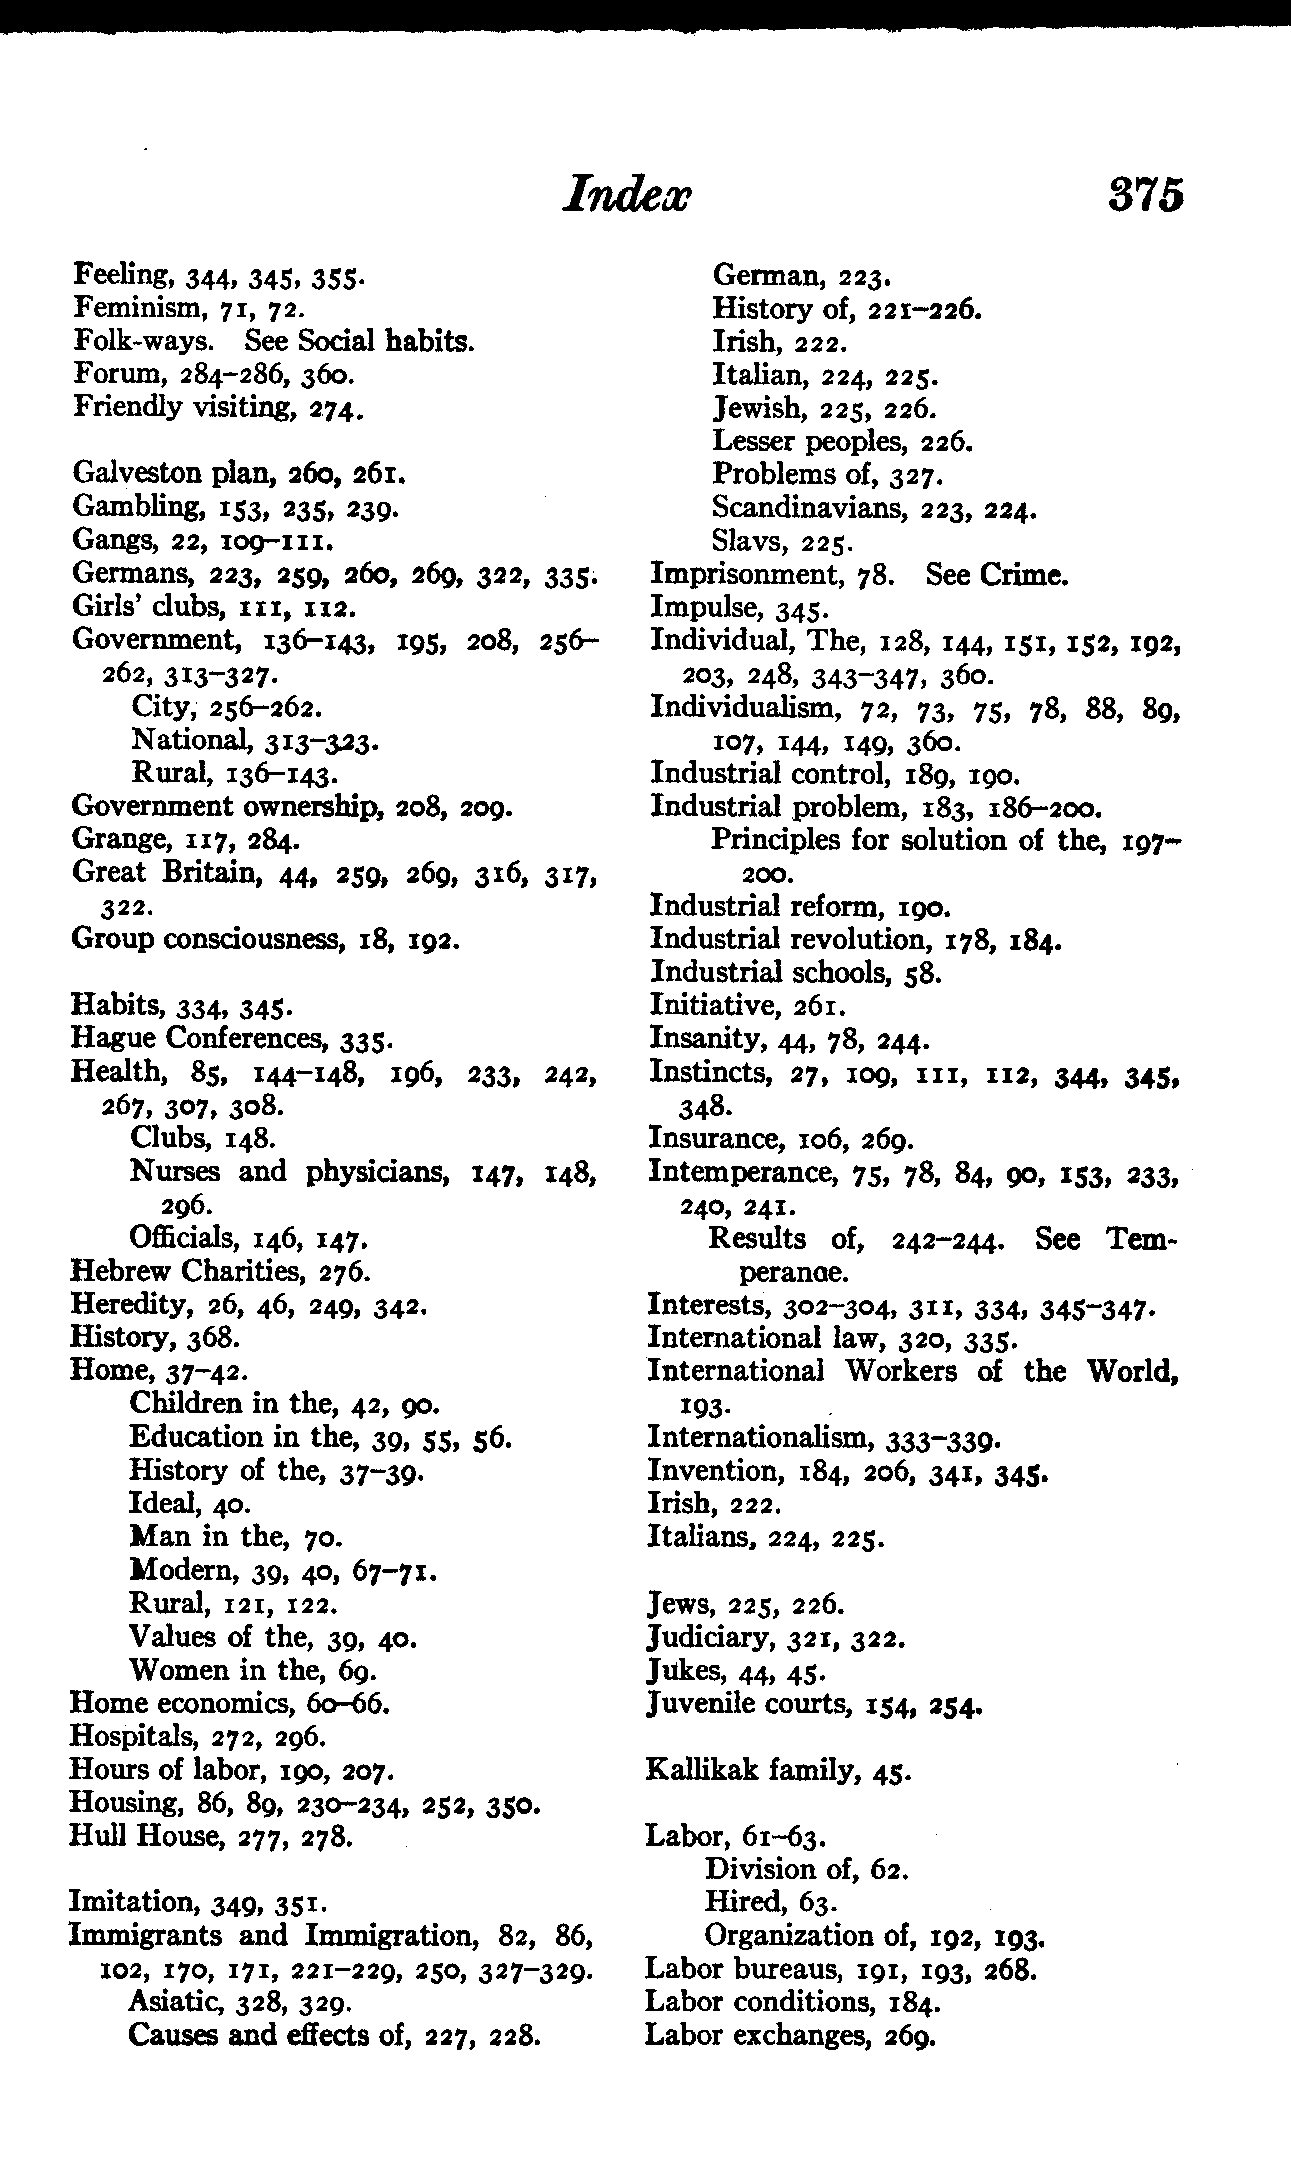 Index 375
Feeling, 344, 345, 355.
Feminism, 71, 72.
Folk-ways. See Social habits.
Forum, 284–286, 360.
Friendly visiting, 274.
Galveston plan, 260, 261.
Gambling, 153, 235, 239.
Gangs, 22, 109–111.
Germans, 223, 259, 260, 269, 322, 335.
Girls' clubs, 111, 112.
Government, 136–143, 195, 208, 256–
262, 313–327.
City, 256–262.
National, 313–323.
Rural, 136–143.
Government ownership, 208, 209.
Grange, 117, 284.
Great Britain, 44, 259, 269, 316, 317,
322.
Group consciousness, 18, 192.
Habits, 334, 345.
Hague Conferences, 335.
Health, 85, 144–148, 196, 233, 242,
267, 307, 308.
Clubs, 148.
Nurses and physicians, 147, 148,
296.
Officials, 146, 147.
Hebrew Charities, 276.
Heredity, 26, 46, 249, 342.
History, 368.
Home, 37–42.
Children in the, 42, 90.
Education in the, 39, 55, 56.
History of the, 37–39.
Ideal, 40.
Man in the, 70.
Modern, 39, 40, 67–71.
Rural, 121, 122.
Values of the, 39, 40.
Women in the, 69.
Home economics, 60–66.
Hospitals, 272, 296.
Hours of labor, 190, 207.
Housing, 86, 89, 230–234, 252, 350.
Hull House, 277, 278.
Imitation, 349, 351.
Immigrants and Immigration, 82, 86,
102, 170, 171, 221–229, 250, 327–329.
Asiatic, 328, 329.
Causes and effects of, 227, 228.
German, 223.
History of, 221–226.
Irish, 222.
Italian, 224, 225.
Jewish, 225, 226.
Lesser peoples, 226.
Problems of, 327.
Scandinavians, 223, 224.
Slavs, 225.
Imprisonment, 78. See Crime.
Impulse, 345.
Individual, The, 128, 144, 151, 152, 192,
203, 248, 343–347, 360.
Individualism, 72, 73, 75, 78, 88, 89,
107, 144, 149, 360.
Industrial control, 189, 190.
Industrial problem, 183, 186–200.
Principles for solution of the, 197–
200.
Industrial reform, 190.
Industrial revolution, 178, 184.
Industrial schools, 58.
Initiative, 261.
Insanity, 44, 78, 244.
Instincts, 27, 109, 111, 112, 344, 345,
348.
Insurance, 106, 269.
Intemperance, 75, 78, 84, 90, 153, 233,
240, 241.
Results of, 242–244. See Tem-
perance.
Interests, 302–304, 311, 334, 345–347.
International law, 320, 335.
International Workers of the World,
193.
Internationalism, 333–339.
Invention, 184, 206, 341, 345.
Irish, 222.
Italians, 224, 225.
Jews, 225, 226.
Judiciary, 321, 322.
Jukes, 44, 45.
Juvenile courts, 154, 254.
Kallikak family, 45.
Labor, 61–63.
Division of, 62.
Hired, 63.
Organization of, 192, 193.
Labor bureaus, 191, 193, 268.
Labor conditions, 184.
Labor exchanges, 269.